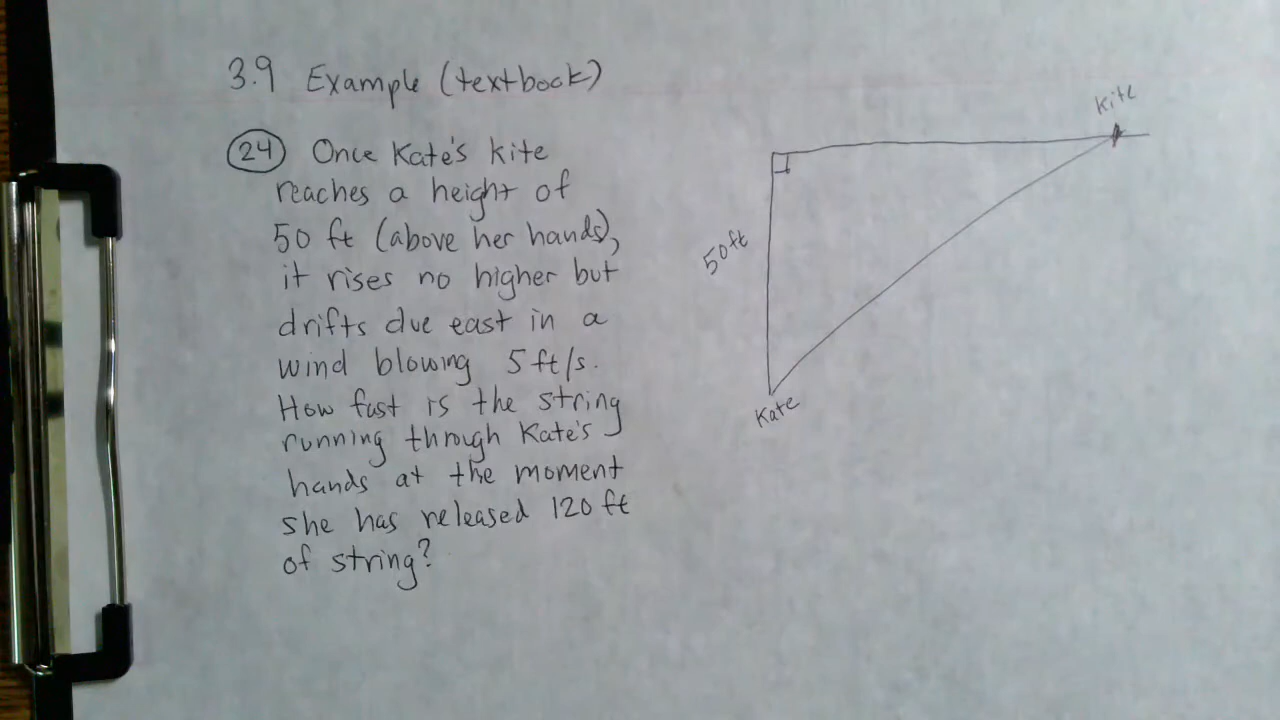 3.9 Example (textbook)
24 Once Kate's kite
reaches a height of
50 ft (above her hands),
it rises no higher but
drifts due east in a
wind blowing 5 ft/s.
How fast is the string
running through Kate's
hands at the moment
she has released 120 ft
of string?
Kite
50 ft
Kate